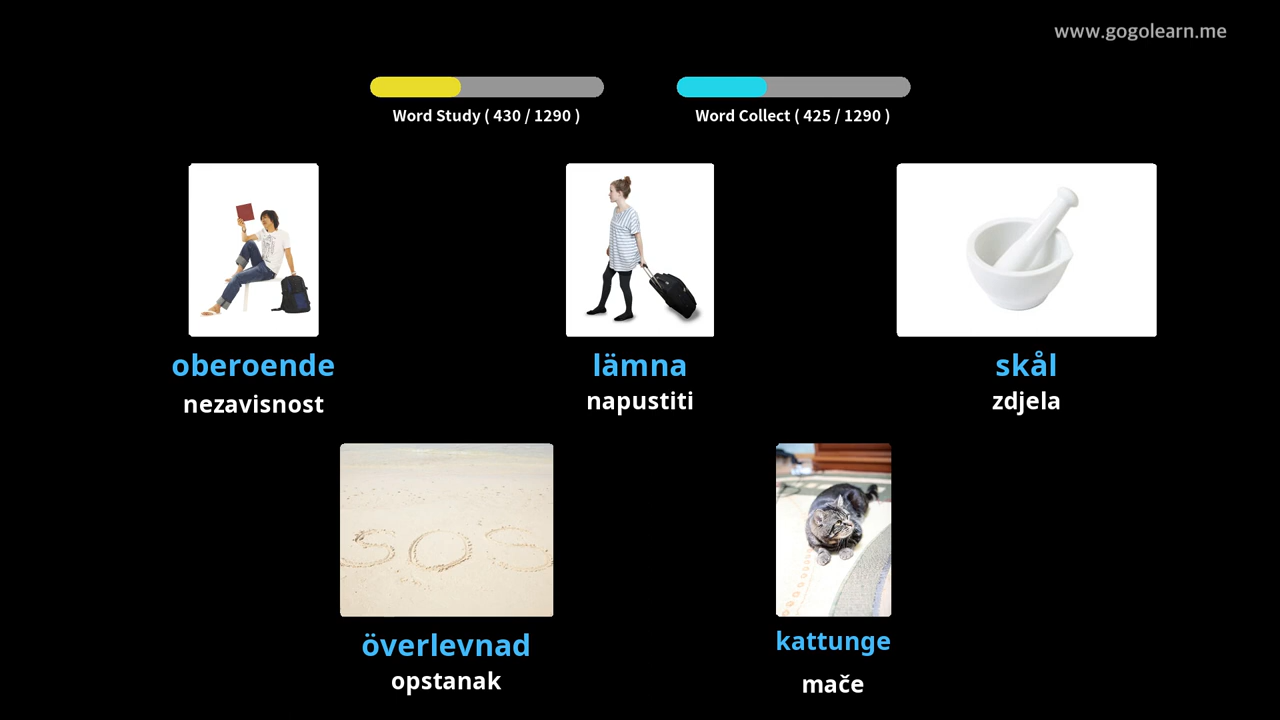 www.gogolearn.me
Word Study ( 430 / 1290 )
Word Collect ( 425 / 1290 )
oberoende
nezavisnost
lämna
napustiti
skål
zdjela
SOS
överlevnad
opstanak
kattunge
mače